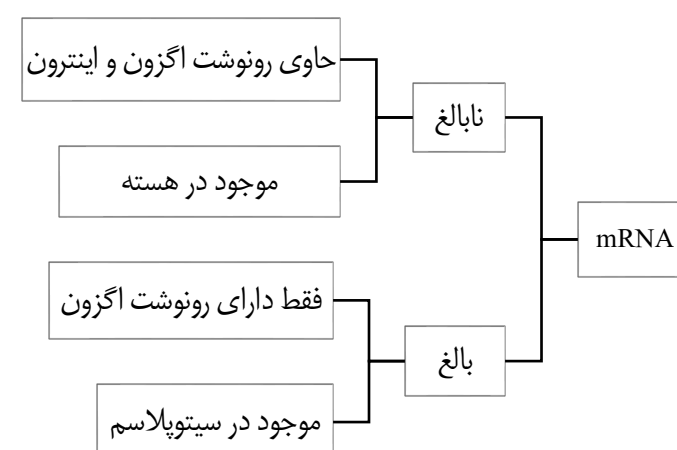 mRNA
نابالغ
حاوی رونوشت اگزون و اینترون
موجود در هسته
بالغ
فقط دارای رونوشت اگزون
موجود در سیتوپلاسم